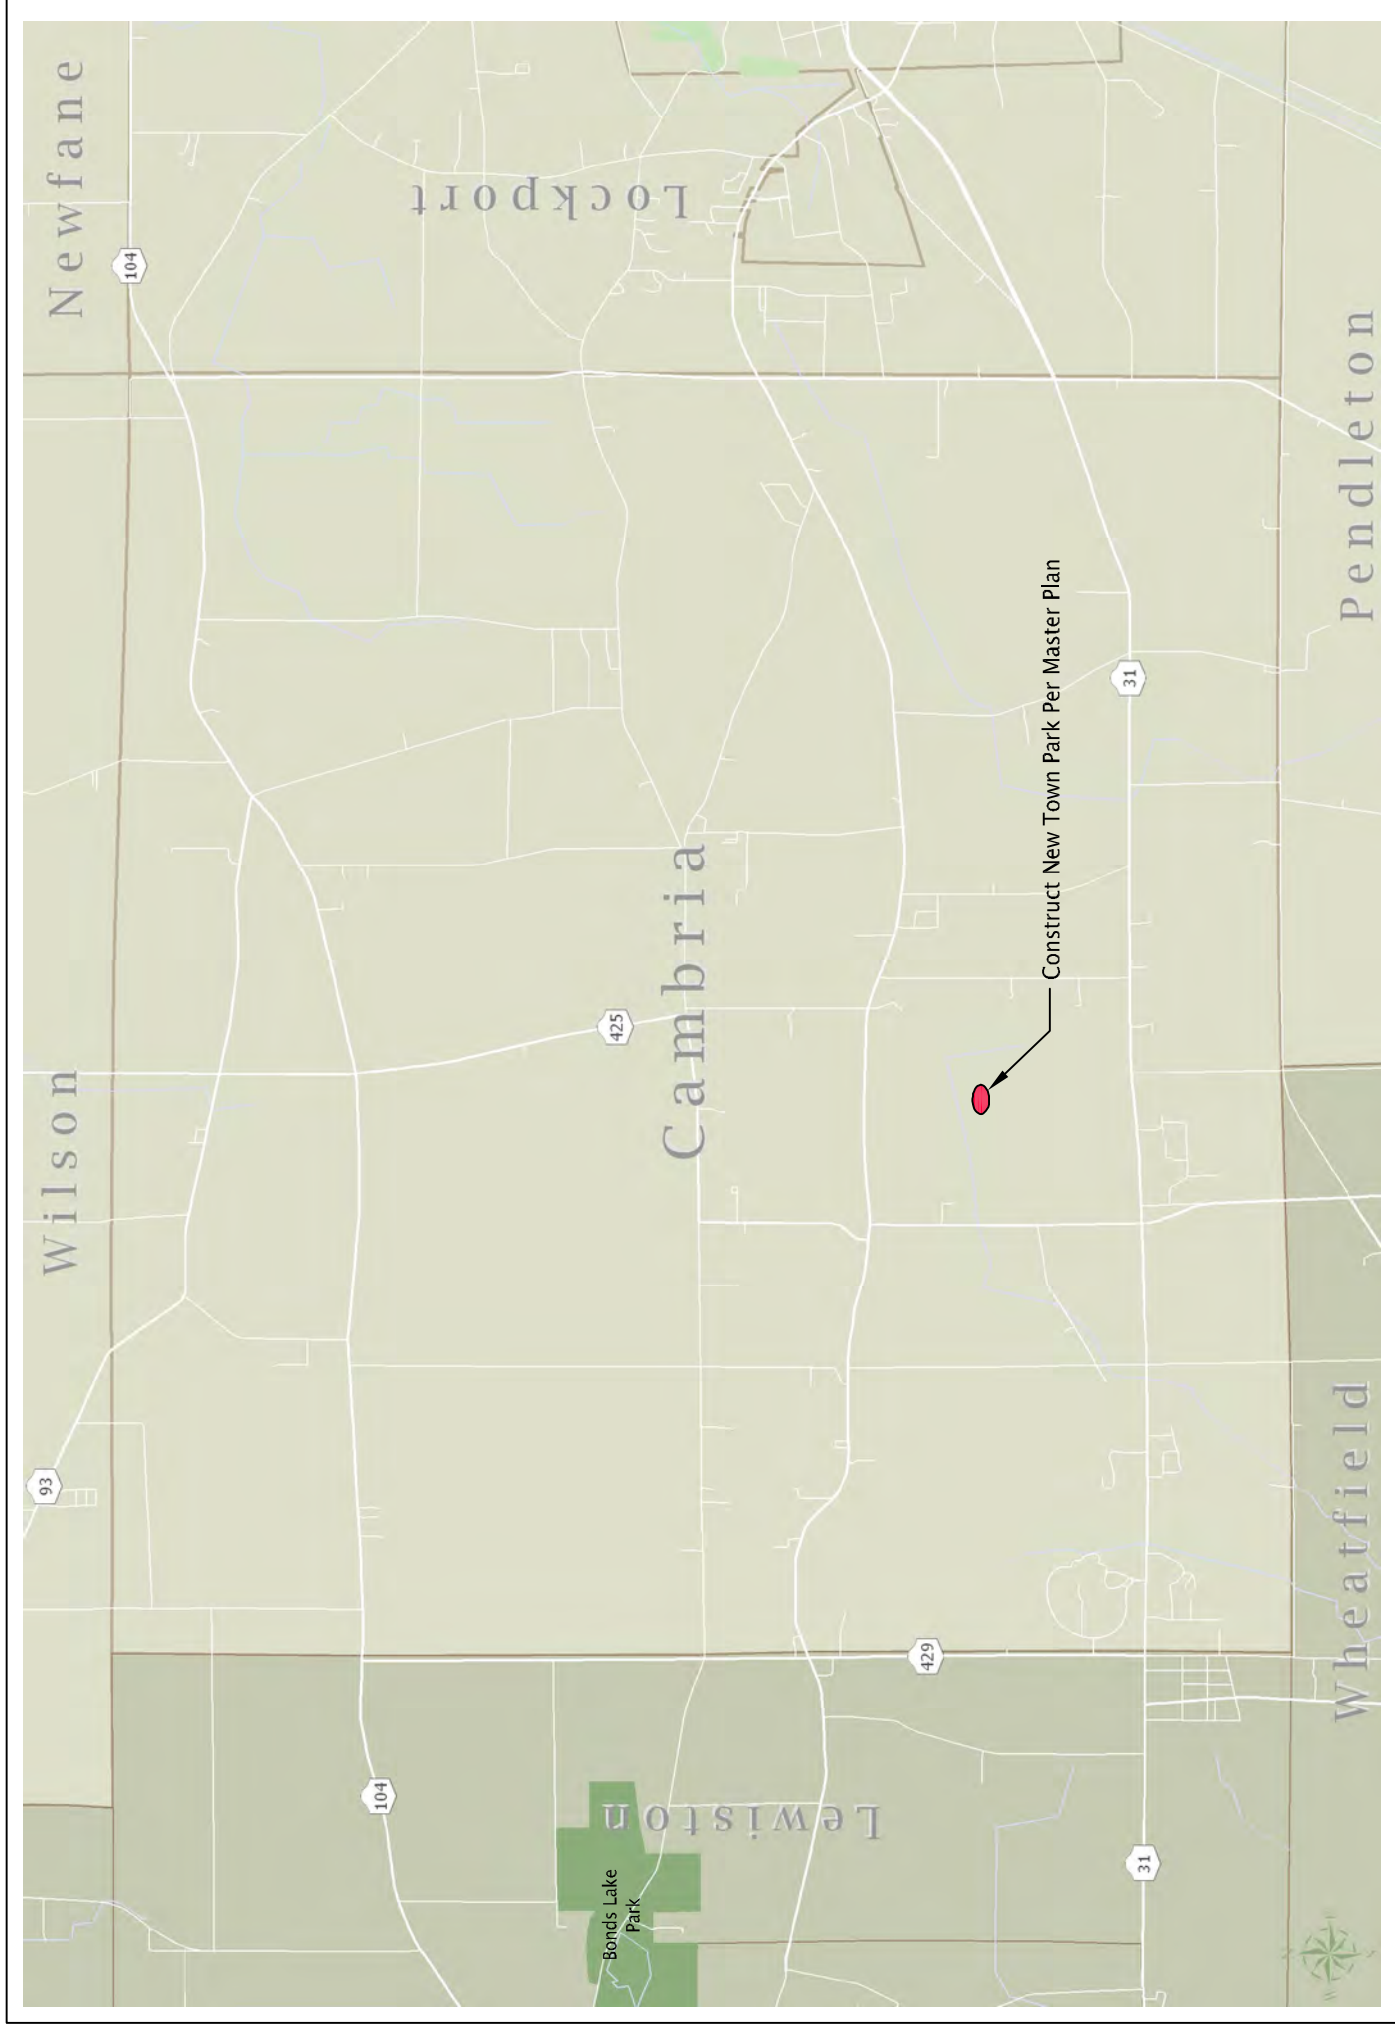 Newfane
Wilson
Lockport
104
93
425
Cambria
104
Bonds Lake
Park
Lewiston
429
Construct New Town Park Per Master Plan
31
31
Pendleton
Wheatfield